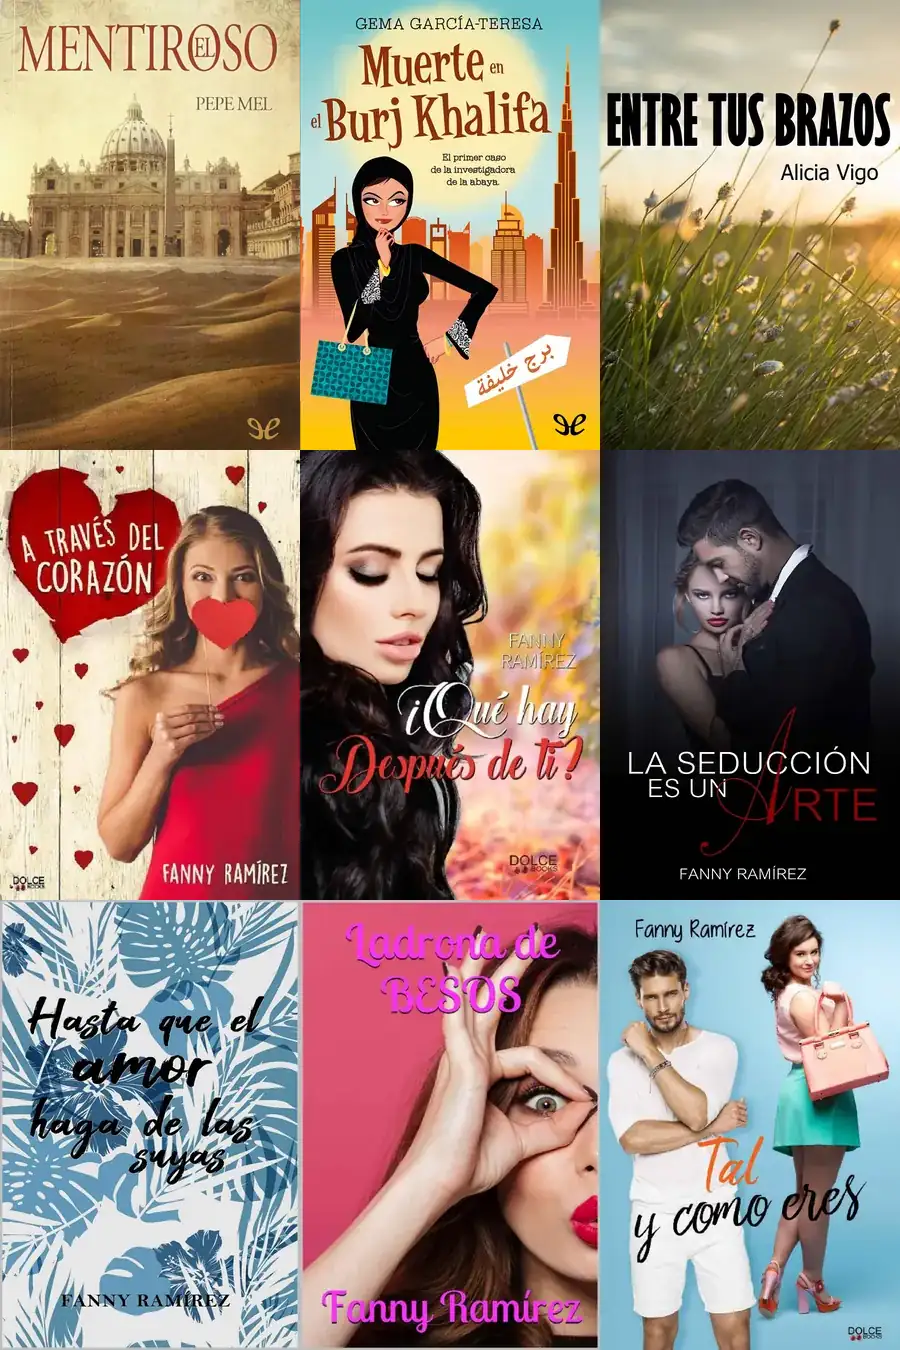 MENTIROSO
EL
PEPE MEL
GEMA GARCÍA-TERESA
Muerte en
el Burj Khalifa
El primer caso
de la investigadora
de la abaya.
برج خليفة
ENTRE TUS BRAZOS
Alicia Vigo
A TRAVÉS DEL
CORAZÓN
FANNY RAMÍREZ
DOLCE
BOOKS
FANNY
RAMÍREZ
¿Qué hay
Después de ti?
DOLCE
BOOKS
LA SEDUCCIÓN
ES UN ARTE
FANNY RAMÍREZ
Hasta que el
amor
haga de las
suyas
FANNY RAMÍREZ
Ladrona de
BESOS
Fanny Ramírez
Fanny Ramírez
Tal
y como eres
DOLCE
BOOKS